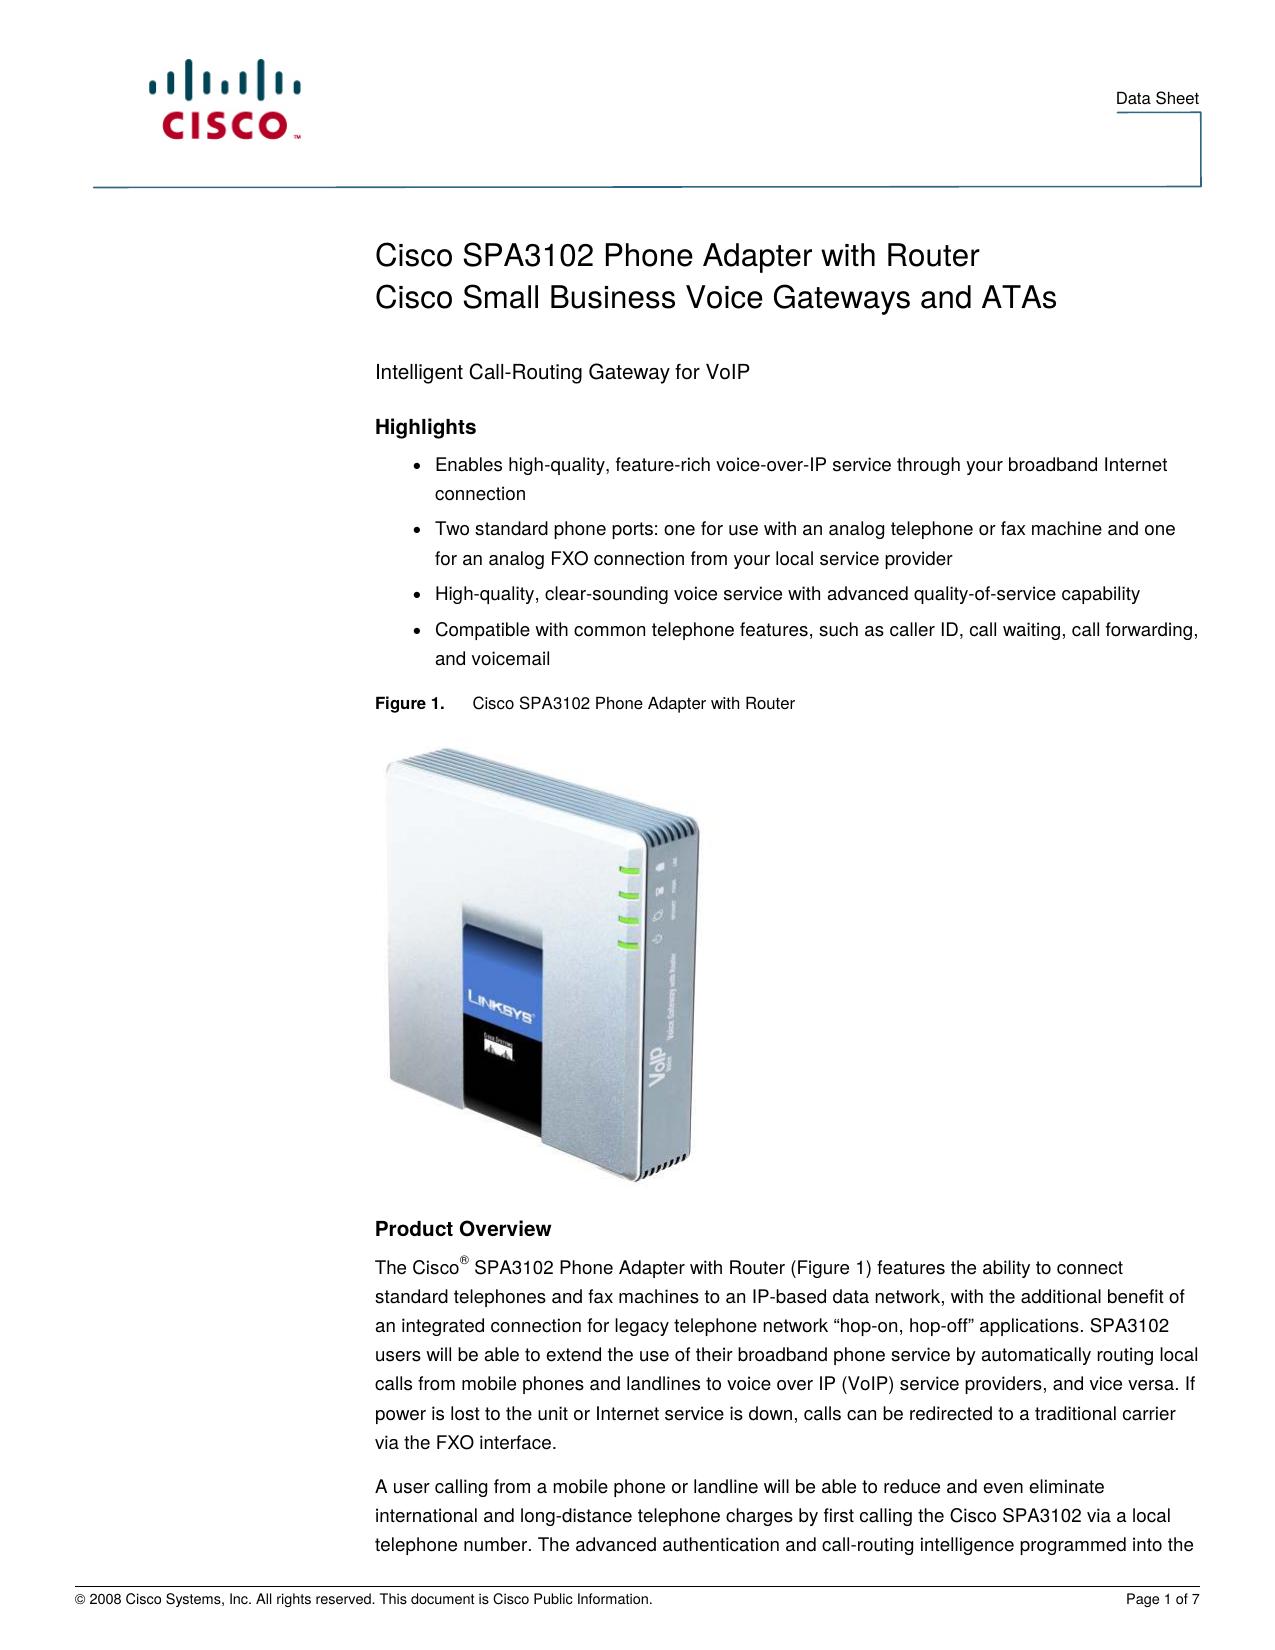 CISCO™
Data Sheet
Cisco SPA3102 Phone Adapter with Router
Cisco Small Business Voice Gateways and ATAs
Intelligent Call-Routing Gateway for VoIP
Highlights
• Enables high-quality, feature-rich voice-over-IP service through your broadband Internet
connection
• Two standard phone ports: one for use with an analog telephone or fax machine and one
for an analog FXO connection from your local service provider
• High-quality, clear-sounding voice service with advanced quality-of-service capability
• Compatible with common telephone features, such as caller ID, call waiting, call forwarding,
and voicemail
Figure 1. Cisco SPA3102 Phone Adapter with Router
LINKSYS®
CISCO SYSTEMS
VoIP
Voice
Voice Gateway with Router
Product Overview
The Cisco® SPA3102 Phone Adapter with Router (Figure 1) features the ability to connect
standard telephones and fax machines to an IP-based data network, with the additional benefit of
an integrated connection for legacy telephone network “hop-on, hop-off” applications. SPA3102
users will be able to extend the use of their broadband phone service by automatically routing local
calls from mobile phones and landlines to voice over IP (VoIP) service providers, and vice versa. If
power is lost to the unit or Internet service is down, calls can be redirected to a traditional carrier
via the FXO interface.
A user calling from a mobile phone or landline will be able to reduce and even eliminate
international and long-distance telephone charges by first calling the Cisco SPA3102 via a local
telephone number. The advanced authentication and call-routing intelligence programmed into the
© 2008 Cisco Systems, Inc. All rights reserved. This document is Cisco Public Information.
Page 1 of 7